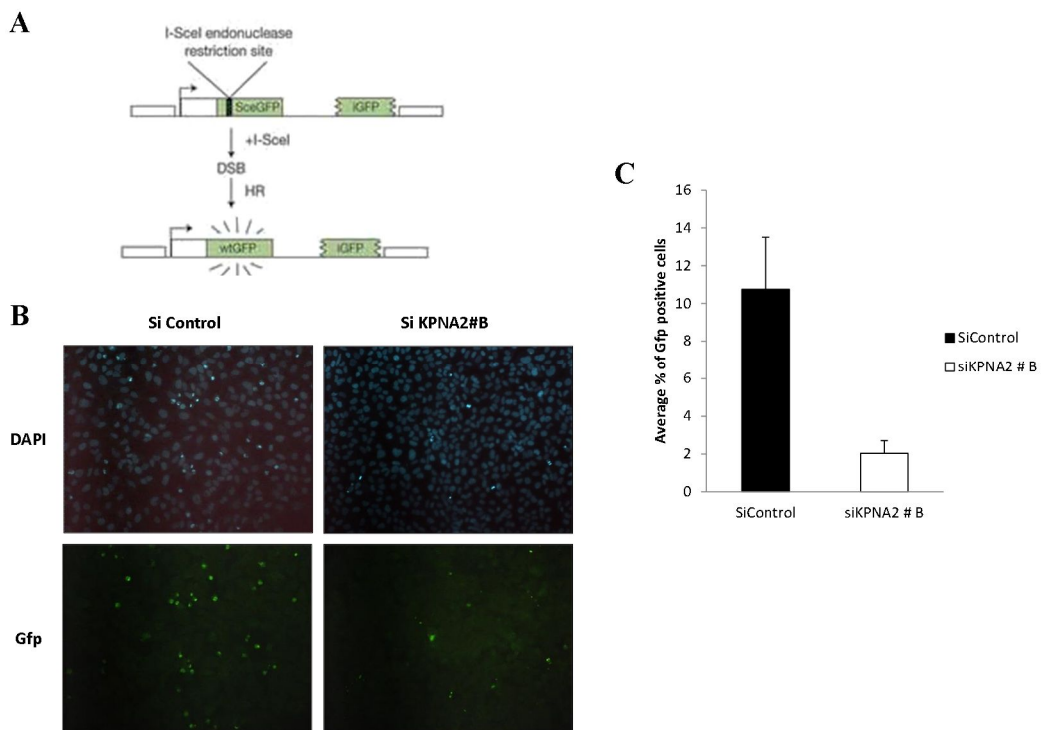 A
I-SceI endonuclease
restriction site
SceGFP
iGFP
+I-SceI
DSB
HR
wtGFP
iGFP
B
Si Control
Si KPNA2#B
DAPI
Gfp
C
Average % of Gfp positive cells
16
14
12
10
8
6
4
2
0
SiControl
siKPNA2 # B
SiControl
siKPNA2 # B